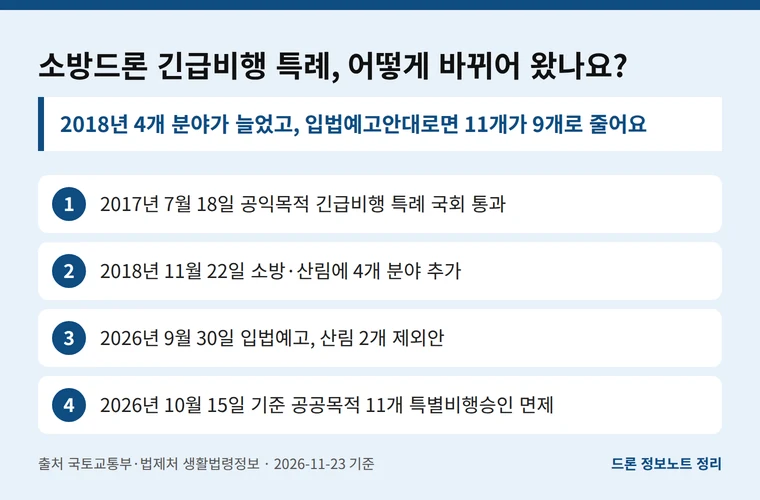 소방드론 긴급비행 특례, 어떻게 바뀌어 왔나요?
2018년 4개 분야가 늘었고, 입법예고안대로면 11개가 9개로 줄어요
1 2017년 7월 18일 공익목적 긴급비행 특례 국회 통과
2 2018년 11월 22일 소방·산림에 4개 분야 추가
3 2026년 9월 30일 입법예고, 산림 2개 제외안
4 2026년 10월 15일 기준 공공목적 11개 특별비행승인 면제
출처 국토교통부·법제처 생활법령정보 · 2026-11-23 기준
드론 정보노트 정리